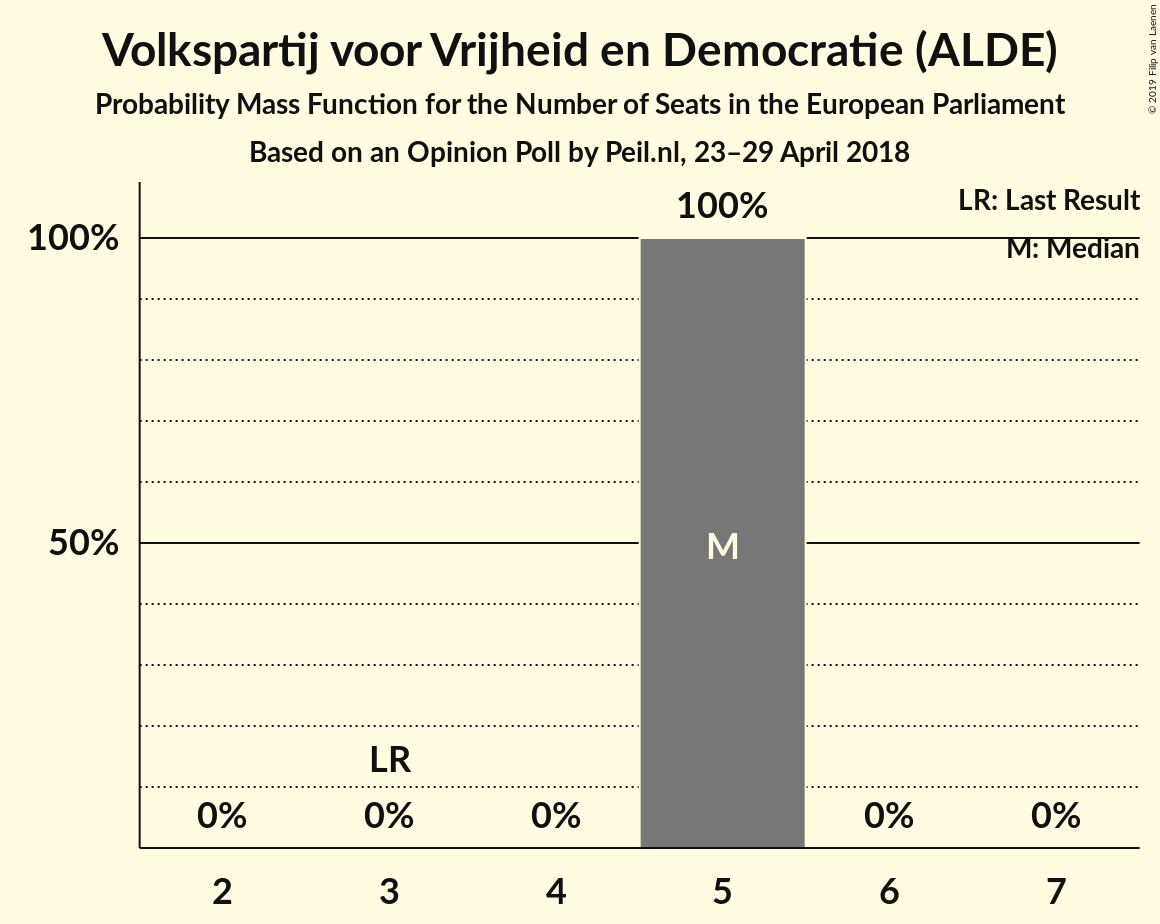 Volkspartij voor Vrijheid en Democratie (ALDE)
Probability Mass Function for the Number of Seats in the European Parliament
Based on an Opinion Poll by Peil.nl, 23–29 April 2018
© 2019 Filip van Laenen
LR: Last Result
M: Median
100%
100%
50%
M
LR
0%
0%
0%
0%
0%
2
3
4
5
6
7